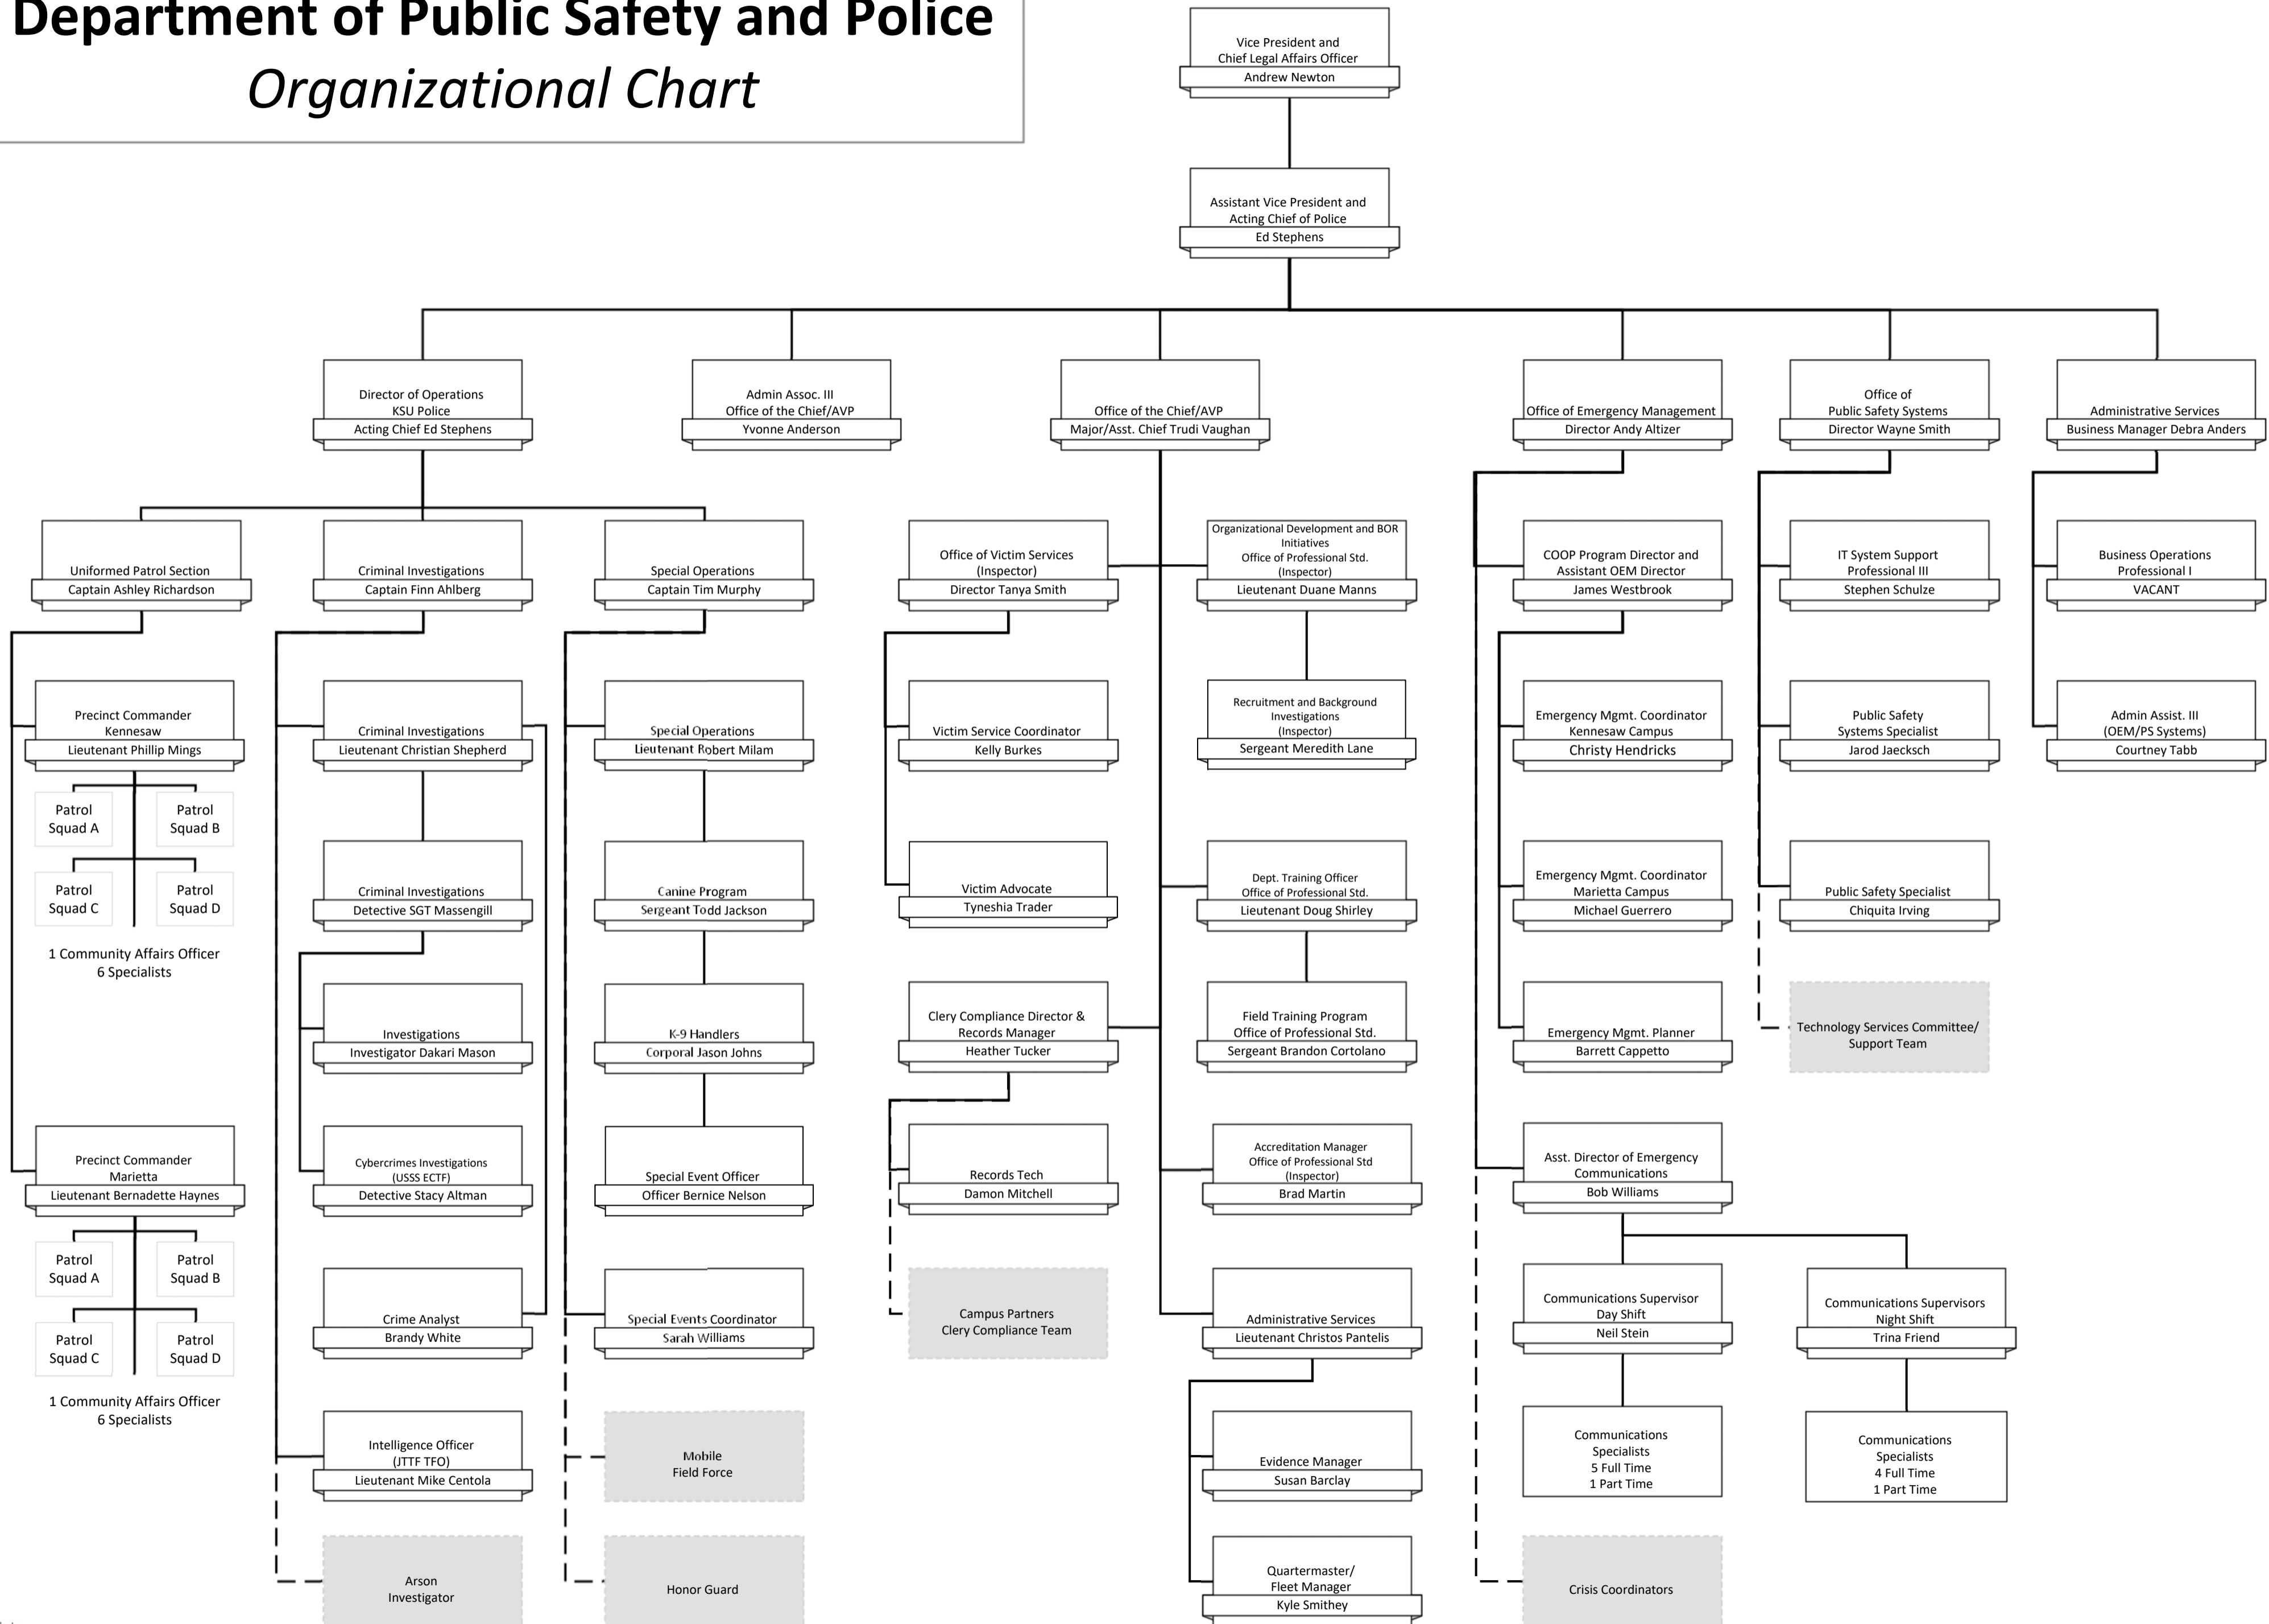 Department of Public Safety and Police
Organizational Chart
Vice President and
Chief Legal Affairs Officer
Andrew Newton
Assistant Vice President and
Acting Chief of Police
Ed Stephens
Director of Operations
KSU Police
Acting Chief Ed Stephens
Admin Assoc. III
Office of the Chief/AVP
Yvonne Anderson
Office of the Chief/AVP
Major/Asst. Chief Trudi Vaughan
Office of Emergency Management
Director Andy Altizer
Office of
Public Safety Systems
Director Wayne Smith
Administrative Services
Business Manager Debra Anders
Uniformed Patrol Section
Captain Ashley Richardson
Criminal Investigations
Captain Finn Ahlberg
Special Operations
Captain Tim Murphy
Office of Victim Services
(Inspector)
Director Tanya Smith
Organizational Development and BOR
Initiatives
Office of Professional Std.
(Inspector)
Lieutenant Duane Manns
COOP Program Director and
Assistant OEM Director
James Westbrook
IT System Support
Professional III
Stephen Schulze
Business Operations
Professional I
VACANT
Precinct Commander
Kennesaw
Lieutenant Phillip Mings
Criminal Investigations
Lieutenant Christian Shepherd
Special Operations
Lieutenant Robert Milam
Victim Service Coordinator
Kelly Burkes
Recruitment and Background
Investigations
(Inspector)
Sergeant Meredith Lane
Emergency Mgmt. Coordinator
Kennesaw Campus
Christy Hendricks
Public Safety
Systems Specialist
Jarod Jaecksch
Admin Assist. III
(OEM/PS Systems)
Courtney Tabb
Patrol
Squad A
Patrol
Squad B
Patrol
Squad C
Patrol
Squad D
1 Community Affairs Officer
6 Specialists
Criminal Investigations
Detective SGT Massengill
Canine Program
Sergeant Todd Jackson
Victim Advocate
Tyneshia Trader
Dept. Training Officer
Office of Professional Std.
Lieutenant Doug Shirley
Emergency Mgmt. Coordinator
Marietta Campus
Michael Guerrero
Public Safety Specialist
Chiquita Irving
Investigations
Investigator Dakari Mason
K-9 Handlers
Corporal Jason Johns
Clery Compliance Director &
Records Manager
Heather Tucker
Field Training Program
Office of Professional Std.
Sergeant Brandon Cortolano
Emergency Mgmt. Planner
Barrett Cappetto
Technology Services Committee/
Support Team
Precinct Commander
Marietta
Lieutenant Bernadette Haynes
Cybercrimes Investigations
(USSS ECTF)
Detective Stacy Altman
Special Event Officer
Officer Bernice Nelson
Records Tech
Damon Mitchell
Accreditation Manager
Office of Professional Std
(Inspector)
Brad Martin
Asst. Director of Emergency
Communications
Bob Williams
Patrol
Squad A
Patrol
Squad B
Patrol
Squad C
Patrol
Squad D
1 Community Affairs Officer
6 Specialists
Crime Analyst
Brandy White
Special Events Coordinator
Sarah Williams
Campus Partners
Clery Compliance Team
Administrative Services
Lieutenant Christos Pantelis
Communications Supervisor
Day Shift
Neil Stein
Communications Supervisors
Night Shift
Trina Friend
Intelligence Officer
(JTTF TFO)
Lieutenant Mike Centola
Mobile
Field Force
Evidence Manager
Susan Barclay
Communications
Specialists
5 Full Time
1 Part Time
Communications
Specialists
4 Full Time
1 Part Time
Arson
Investigator
Honor Guard
Quartermaster/
Fleet Manager
Kyle Smithey
Crisis Coordinators